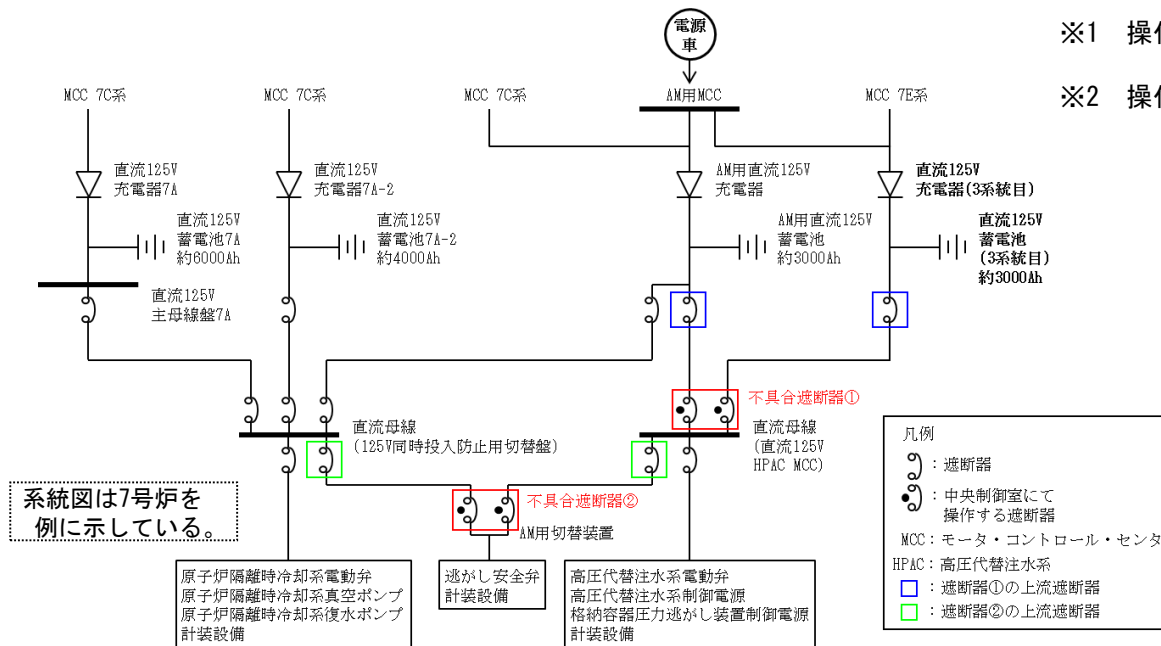 電源
車
※1 操作
※2 操作
MCC 7C系
MCC 7C系
MCC 7C系
AM用MCC
MCC 7E系
直流125V
充電器7A
直流125V
充電器7A-2
AM用直流125V
充電器
直流125V
充電器(3系統目)
直流125V
蓄電池7A
約6000Ah
直流125V
蓄電池7A-2
約4000Ah
AM用直流125V
蓄電池
約3000Ah
直流125V
蓄電池
(3系統目)
約3000Ah
直流125V
主母線盤7A
不具合遮断器①
直流母線
(125V同時投入防止用切替盤)
直流母線
(直流125V
HPAC MCC)
系統図は7号炉を
例に示している。
不具合遮断器②
AM用切替装置
原子炉隔離時冷却系電動弁
原子炉隔離時冷却系真空ポンプ
原子炉隔離時冷却系復水ポンプ
計装設備
逃がし安全弁
計装設備
高圧代替注水系電動弁
高圧代替注水系制御電源
格納容器圧力逃がし装置制御電源
計装設備
凡例
：遮断器
：中央制御室にて
操作する遮断器
MCC：モータ・コントロール・センタ
HPAC：高圧代替注水系
：遮断器①の上流遮断器
：遮断器②の上流遮断器